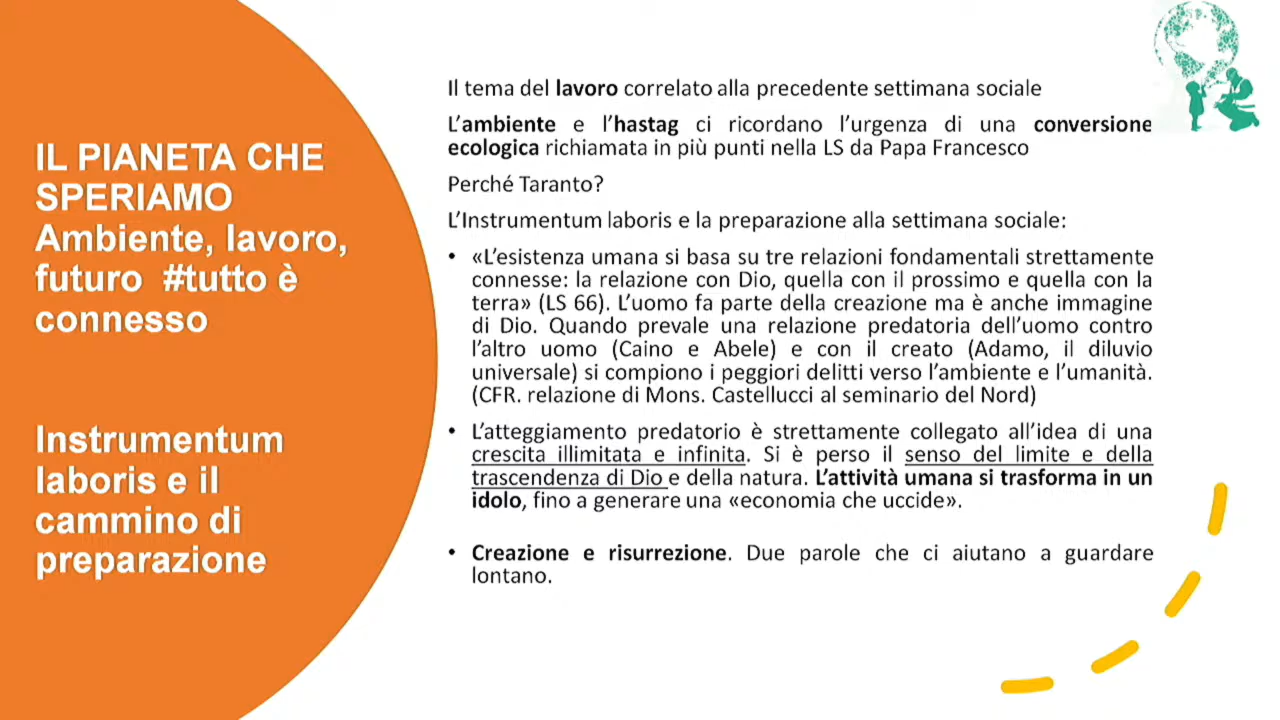 IL PIANETA CHE
SPERIAMO
Ambiente, lavoro,
futuro #tutto è
connesso
Instrumentum
laboris e il
cammino di
preparazione
Il tema del lavoro correlato alla precedente settimana sociale
L'ambiente e l'hastag ci ricordano l'urgenza di una conversione
ecologica richiamata in più punti nella LS da Papa Francesco
Perché Taranto?
L'Instrumentum laboris e la preparazione alla settimana sociale:
• «L'esistenza umana si basa su tre relazioni fondamentali strettamente
connesse: la relazione con Dio, quella con il prossimo e quella con la
terra» (LS 66). L'uomo fa parte della creazione ma è anche immagine
di Dio. Quando prevale una relazione predatoria dell'uomo contro
l'altro uomo (Caino e Abele) e con il creato (Adamo, il diluvio
universale) si compiono i peggiori delitti verso l'ambiente e l'umanità.
(CFR. relazione di Mons. Castellucci al seminario del Nord)
• L'atteggiamento predatorio è strettamente collegato all'idea di una
crescita illimitata e infinita. Si è perso il senso del limite e della
trascendenza di Dio e della natura. L'attività umana si trasforma in un
idolo, fino a generare una «economia che uccide».
• Creazione e risurrezione. Due parole che ci aiutano a guardare
lontano.